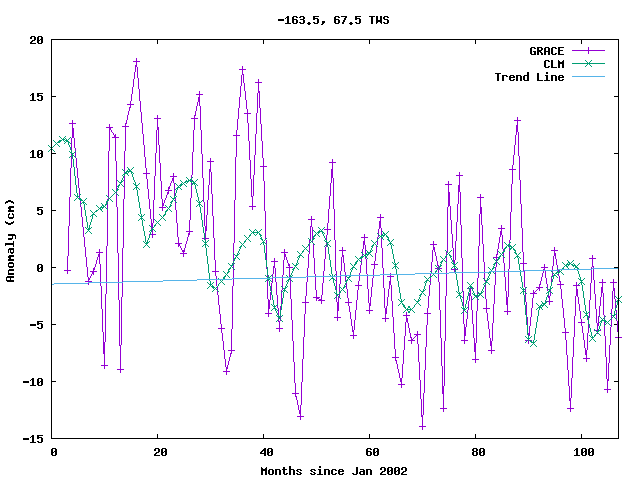 -163.5, 67.5 TWS
GRACE
CLM
Trend Line
20
15
10
5
0
-5
-10
-15
Anomaly (cm)
0 20 40 60 80 100
Months since Jan 2002